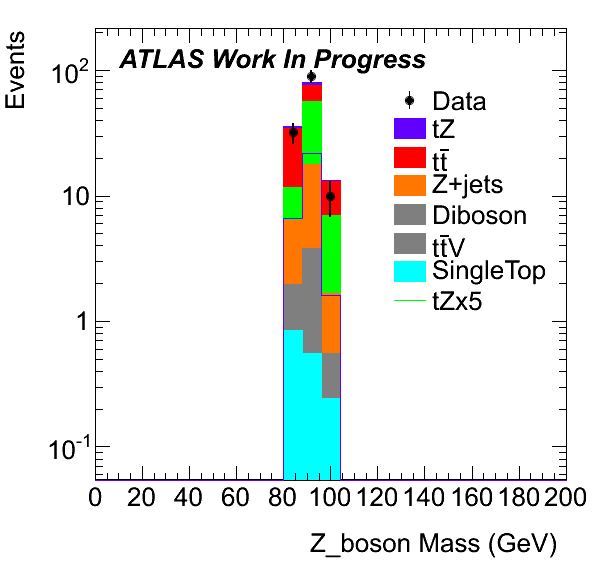 ATLAS Work In Progress
Events
10²
10
1
10⁻¹
Data
tZ
tt̄
Z+jets
Diboson
tt̄V
SingleTop
tZx5
0 20 40 60 80 100 120 140 160 180 200
Z_boson Mass (GeV)